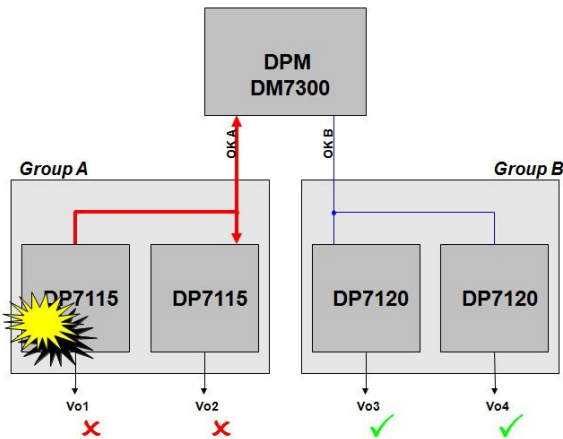 DPM
DM7300
OK A
OK B
Group A
Group B
DP7115
DP7115
DP7120
DP7120
Vo1
Vo2
Vo3
Vo4